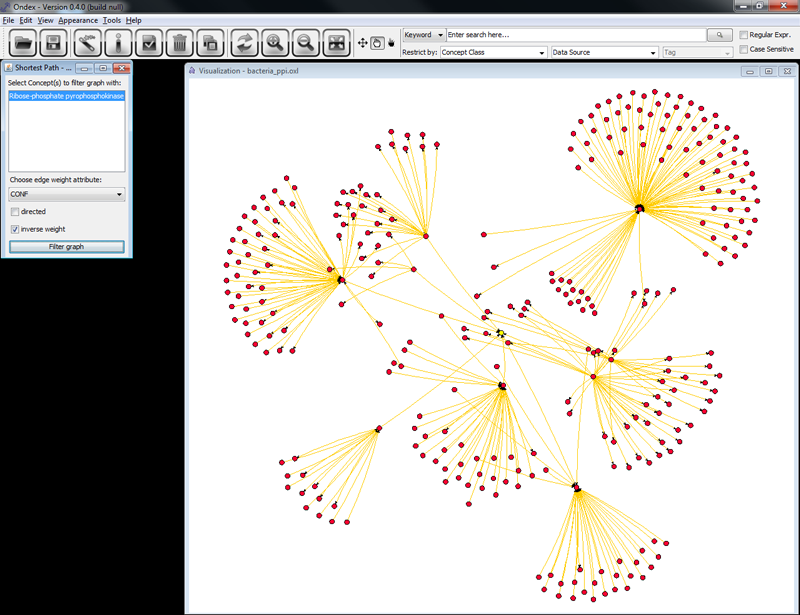 Ondex - Version 0.4.0 (build null)
File Edit View Appearance Tools Help
Keyword Enter search here... Regular Expr.
Restrict by: Concept Class Data Source Tag Case Sensitive
Shortest Path - ...
Select Concept(s) to filter graph with:
Ribose-phosphate pyrophosphokinase
Choose edge weight attribute:
CONF
directed
inverse weight
Filter graph
Visualization - bacteria_ppi.oxl